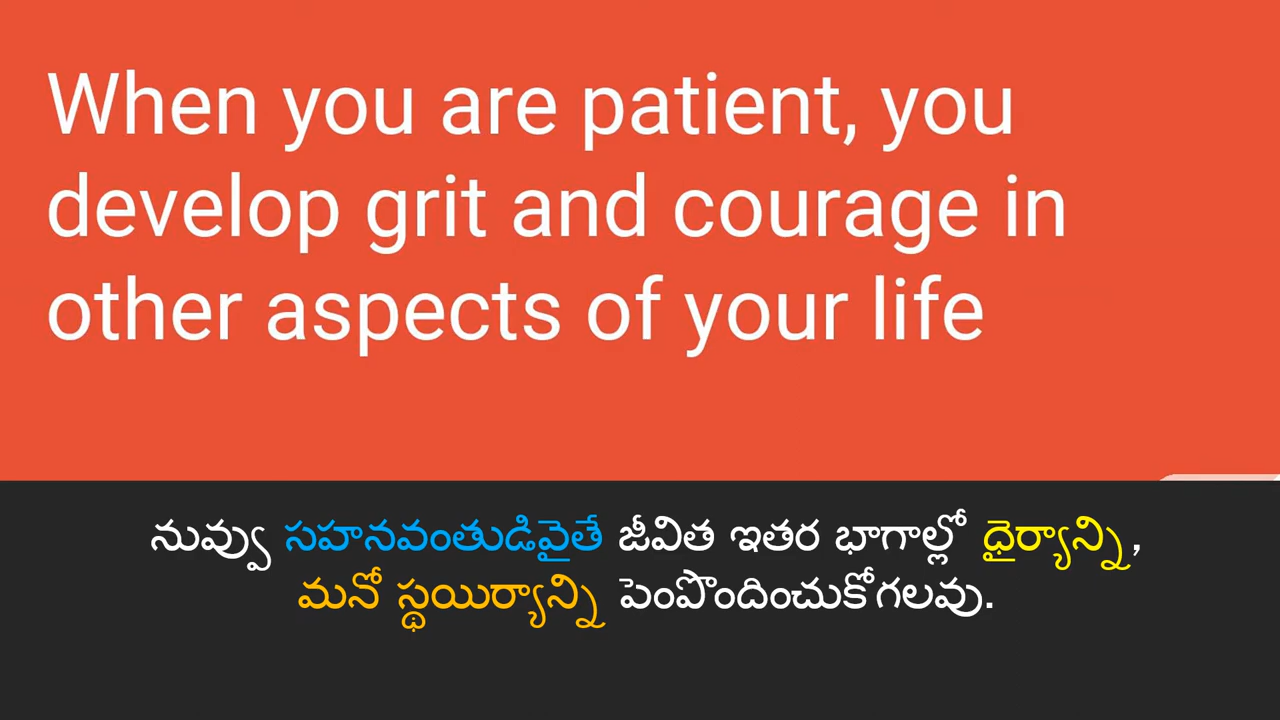 When you are patient, you
develop grit and courage in
other aspects of your life
నువ్వు సహనవంతుడివైతే జీవిత ఇతర భాగాల్లో ధైర్యాన్ని,
మనో స్థయిర్యాన్ని పెంపొందించుకోగలవు.